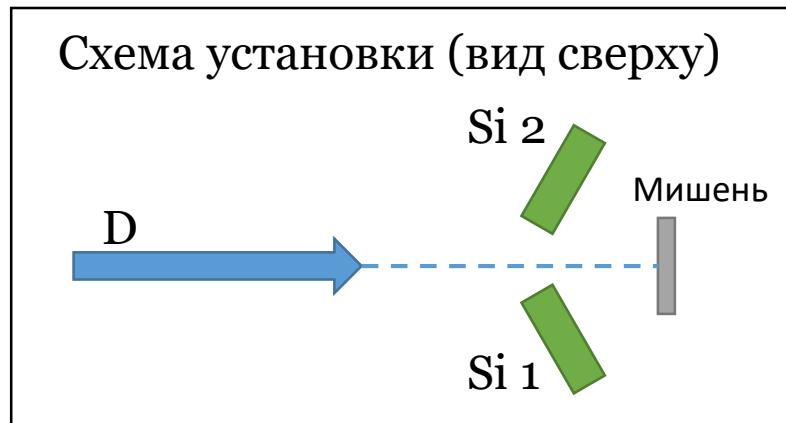 Схема установки (вид сверху)
Si 2
Мишень
D
Si 1